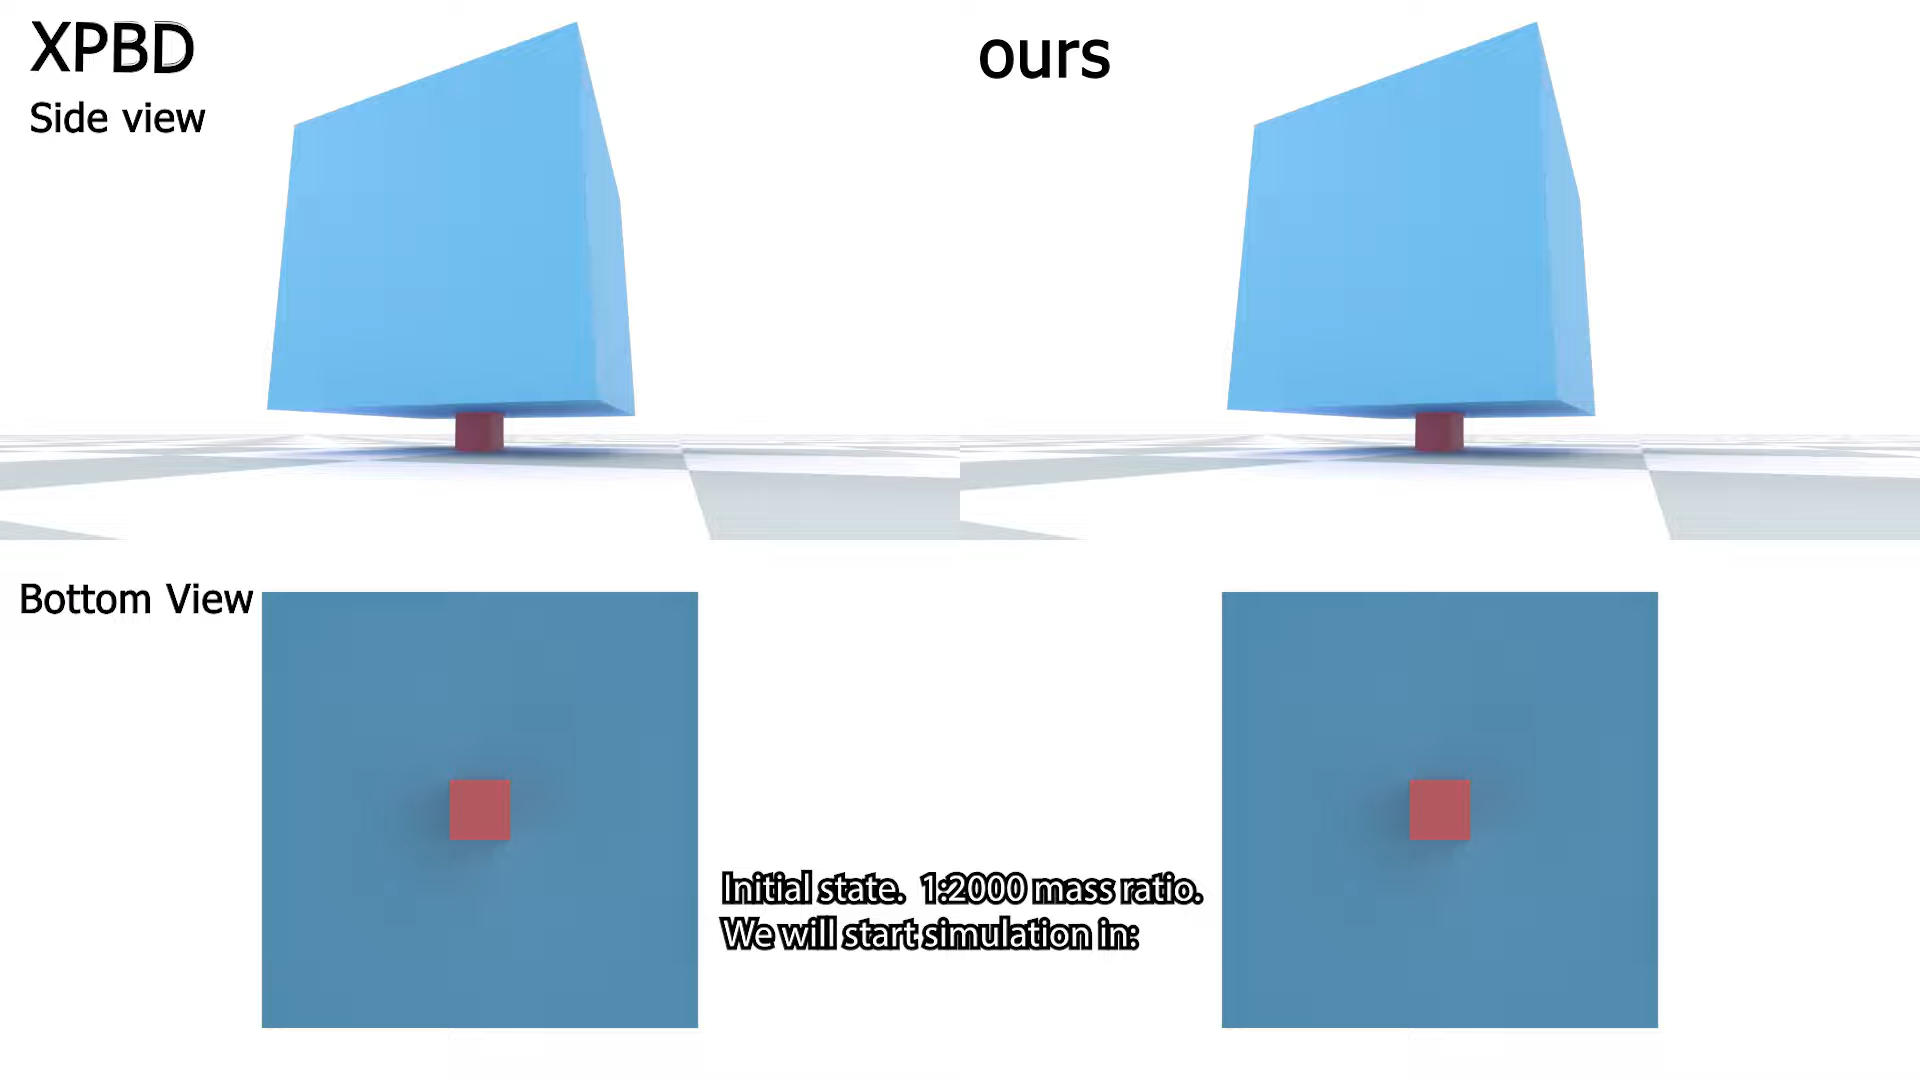 XPBD
Side view
ours
Bottom View
Initial state.  1:2000 mass ratio.
We will start simulation in: